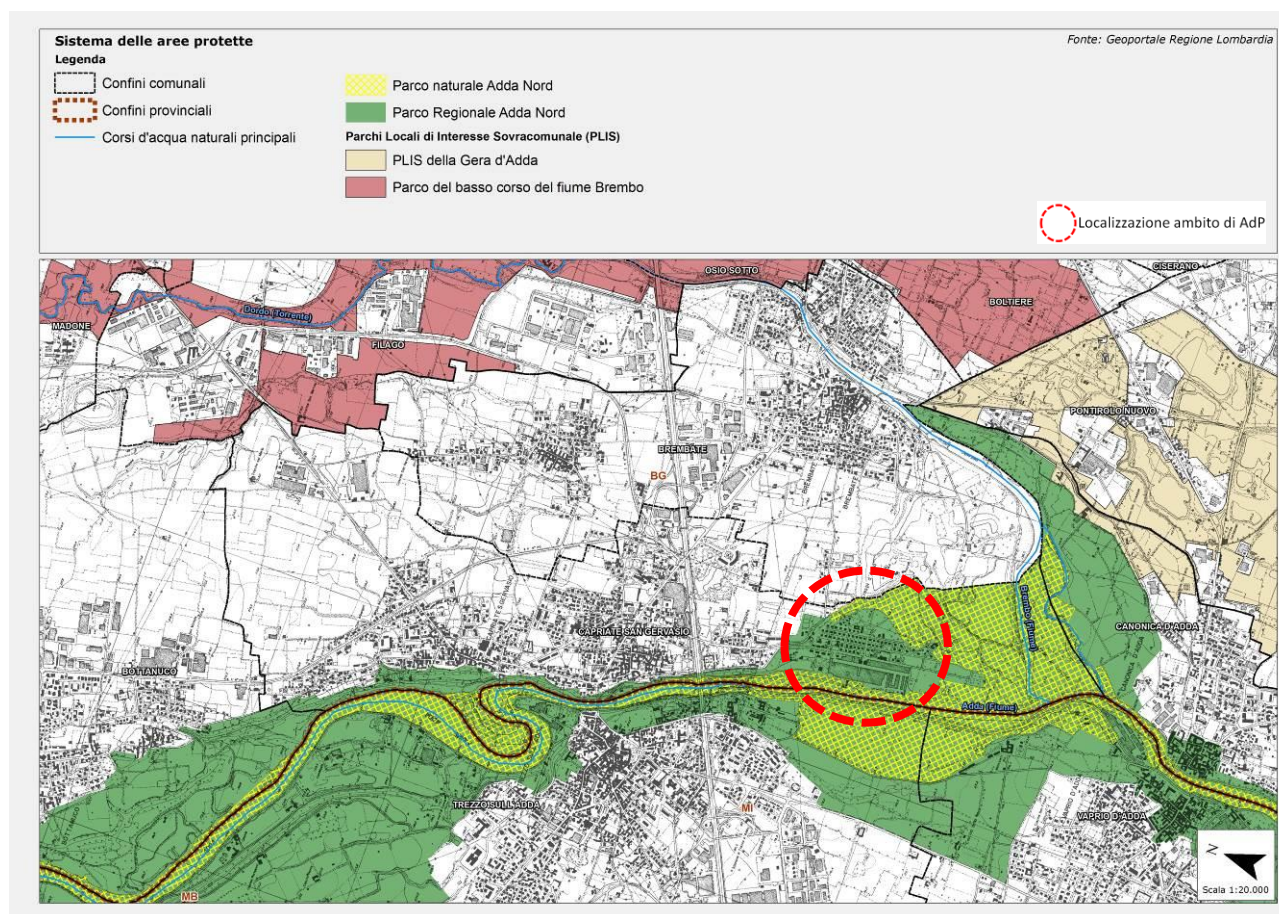 Sistema delle aree protette
Fonte: Geoportale Regione Lombardia
Legenda
Confini comunali
Confini provinciali
Corsi d'acqua naturali principali
Parco naturale Adda Nord
Parco Regionale Adda Nord
Parchi Locali di Interesse Sovracomunale (PLIS)
PLIS della Gera d'Adda
Parco del basso corso del fiume Brembo
Localizzazione ambito di AdP
OSIO SOTTO
CISERANO
BOLTIERE
Dordo (Torrente)
MADONE
FILAGO
PONTIROLO NUOVO
BREMBATE
BG
Brembo (Fiume)
CAPRIATE SAN GERVASIO
CANONICA D'ADDA
BOTTANUCO
Adda (Fiume)
TREZZO SULL'ADDA
MI
VAPRIO D'ADDA
MB
N
Scala 1:20.000